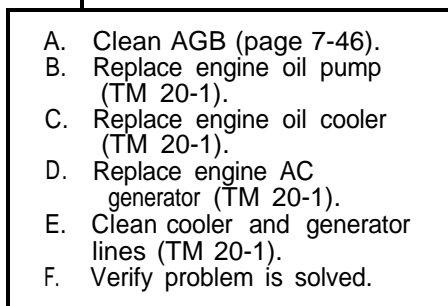 A. Clean AGB (page 7-46).
B. Replace engine oil pump
(TM 20-1).
C. Replace engine oil cooler
(TM 20-1).
D. Replace engine AC
generator (TM 20-1).
E. Clean cooler and generator
lines (TM 20-1).
F. Verify problem is solved.